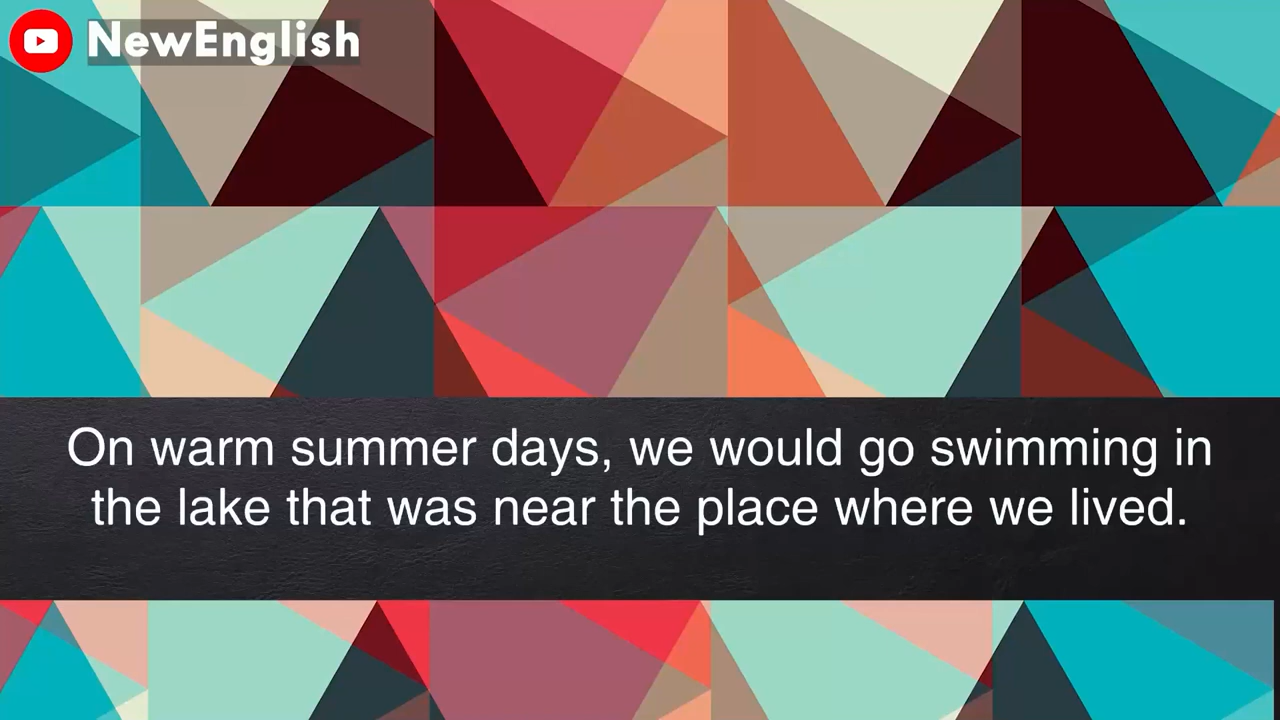 NewEnglish
On warm summer days, we would go swimming in
the lake that was near the place where we lived.